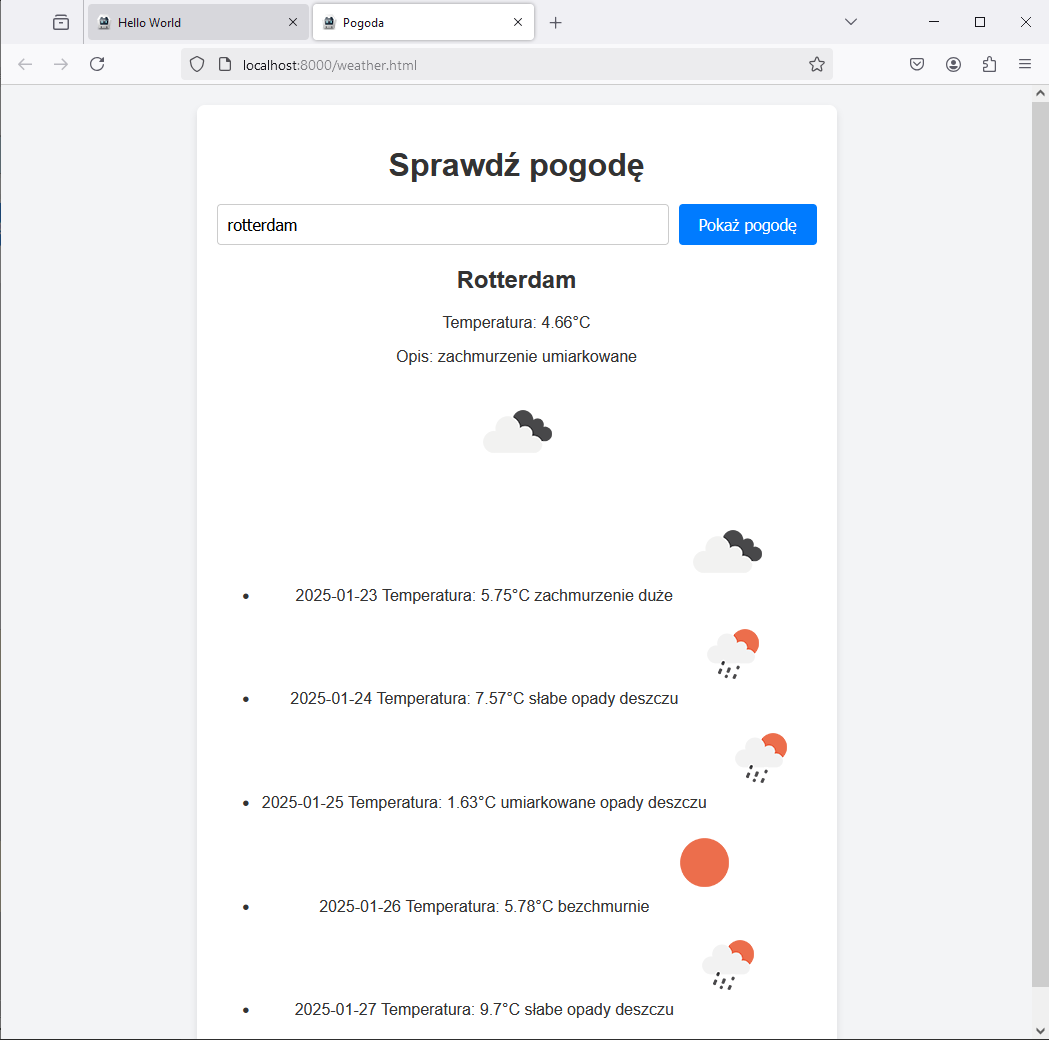 Hello World
Pogoda
localhost:8000/weather.html
Sprawdź pogodę
rotterdam
Pokaż pogodę
Rotterdam
Temperatura: 4.66°C
Opis: zachmurzenie umiarkowane
2025-01-23 Temperatura: 5.75°C zachmurzenie duże
2025-01-24 Temperatura: 7.57°C słabe opady deszczu
2025-01-25 Temperatura: 1.63°C umiarkowane opady deszczu
2025-01-26 Temperatura: 5.78°C bezchmurnie
2025-01-27 Temperatura: 9.7°C słabe opady deszczu